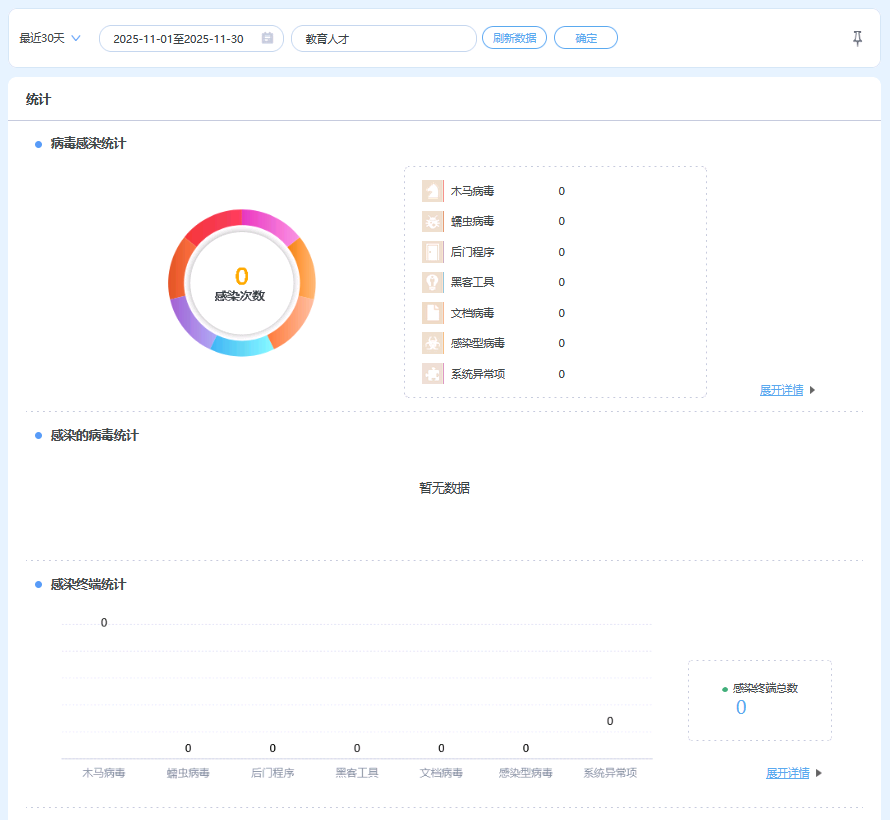 最近30天 2025-11-01至2025-11-30 教育人才 刷新数据 确定
统计
病毒感染统计
0
感染次数
木马病毒 0
蠕虫病毒 0
后门程序 0
黑客工具 0
文档病毒 0
感染型病毒 0
系统异常项 0
展开详情
感染的病毒统计
暂无数据
感染终端统计
0
0 0 0 0 0 0
木马病毒 蠕虫病毒 后门程序 黑客工具 文档病毒 感染型病毒 系统异常项
感染终端总数
0
展开详情